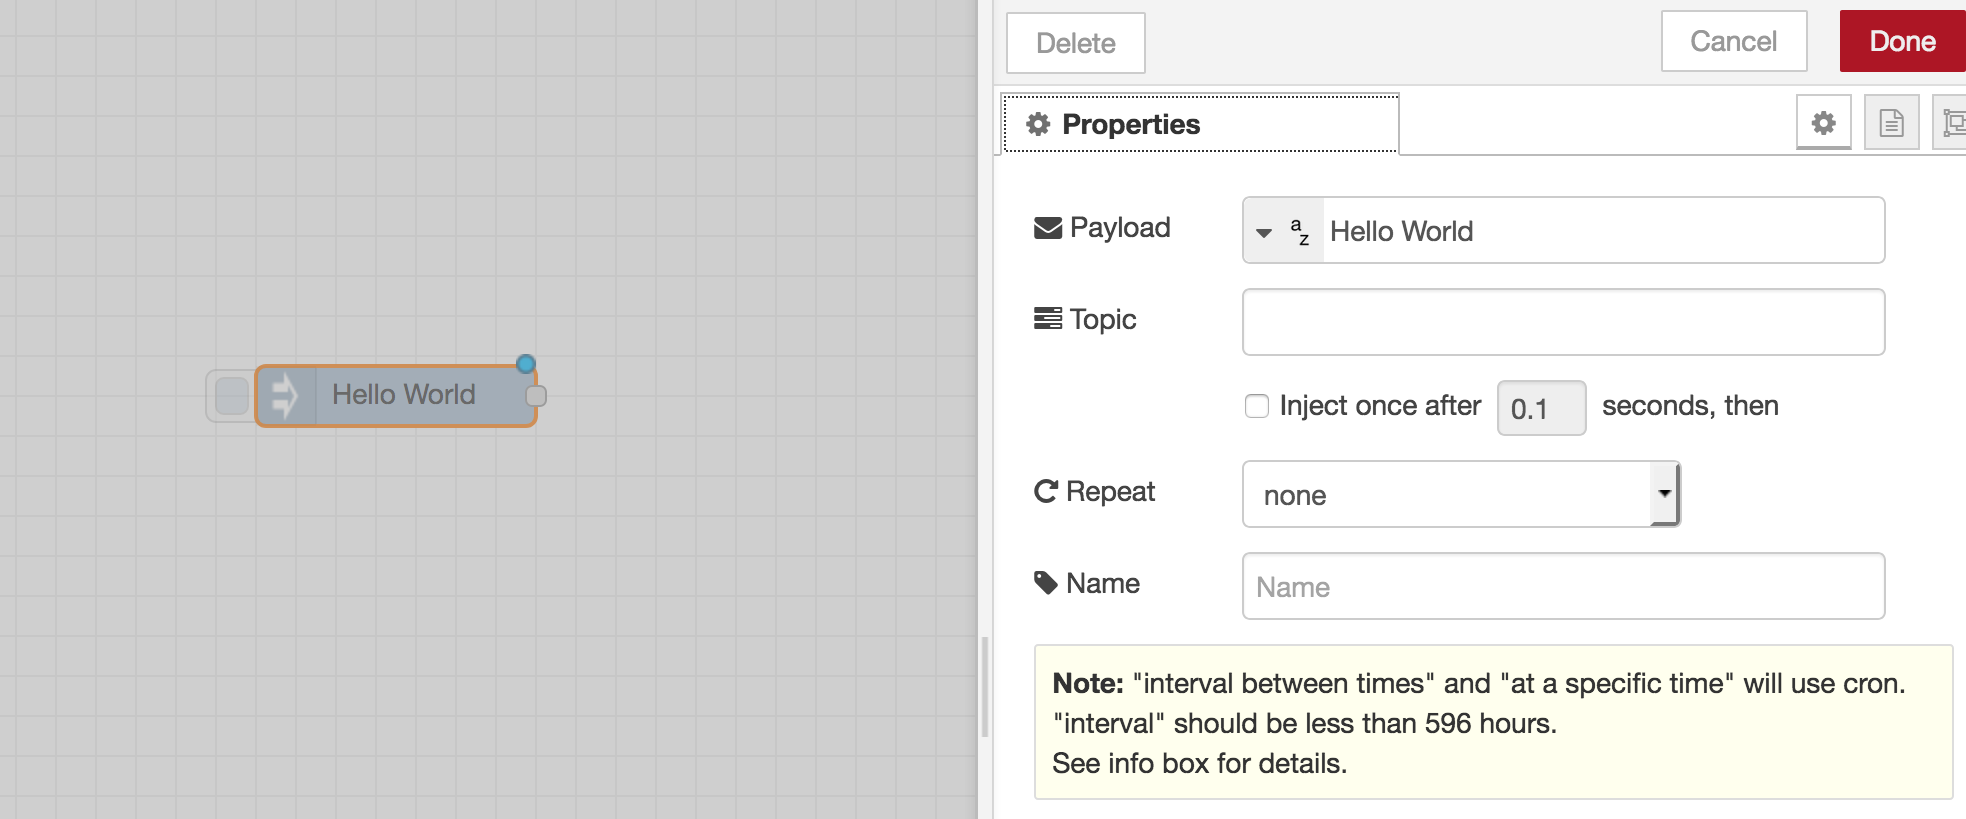 Delete
Cancel
Done
Properties
Payload
az
Hello World
Topic
Hello World
Inject once after 0.1 seconds, then
Repeat
none
Name
Name
Note: "interval between times" and "at a specific time" will use cron.
"interval" should be less than 596 hours.
See info box for details.